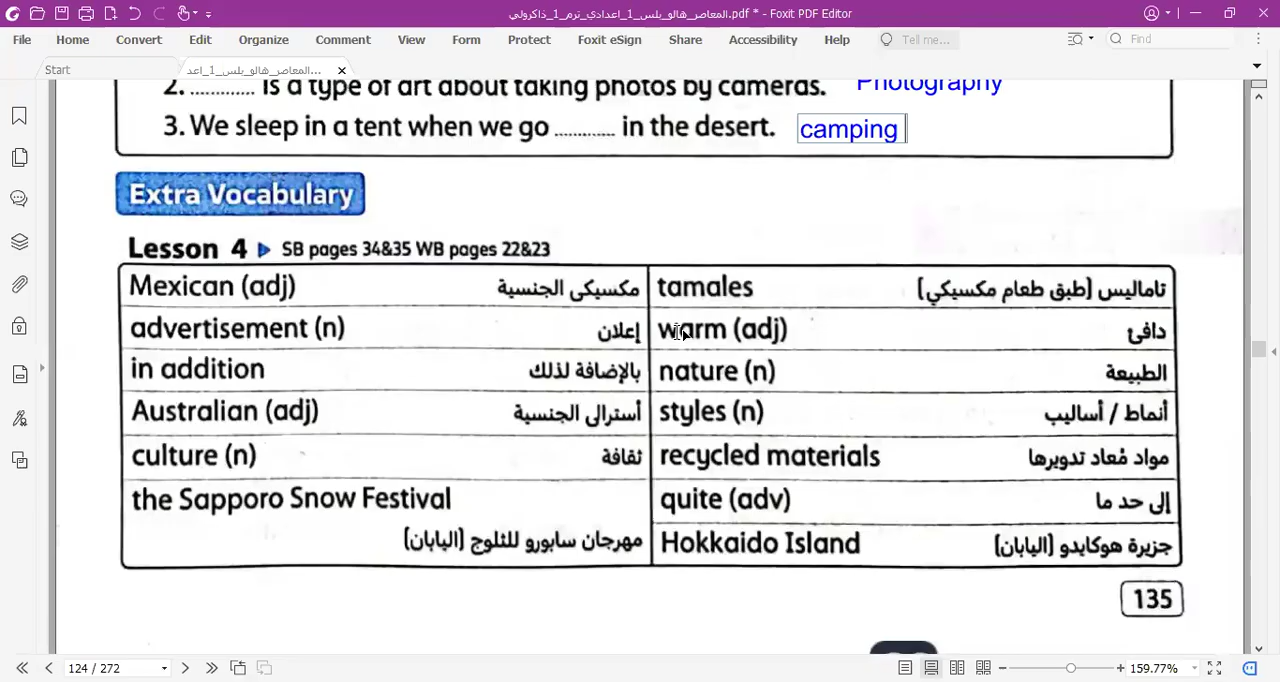 المعاصر_هالو_بلس_1_اعدادي_ترم_1_ذاكرولي.pdf * - Foxit PDF Editor
File Home Convert Edit Organize Comment View Form Protect Foxit eSign Share Accessibility Help Tell me... Find
Start المعاصر_هالو_بلس_1_اعد...
2. ............ is a type of art about taking photos by cameras. Photography
3. We sleep in a tent when we go ............ in the desert. camping
Extra Vocabulary
Lesson 4 SB pages 34&35 WB pages 22&23
Mexican (adj) مكسيكى الجنسية tamales تاماليس [طبق طعام مكسيكي]
advertisement (n) إعلان warm (adj) دافئ
in addition بالإضافة لذلك nature (n) الطبيعة
Australian (adj) أسترالى الجنسية styles (n) أنماط / أساليب
culture (n) ثقافة recycled materials مواد مُعاد تدويرها
the Sapporo Snow Festival quite (adv) إلى حد ما
مهرجان سابورو للثلوج [اليابان] Hokkaido Island جزيرة هوكايدو [اليابان]
135
124 / 272 159.77%